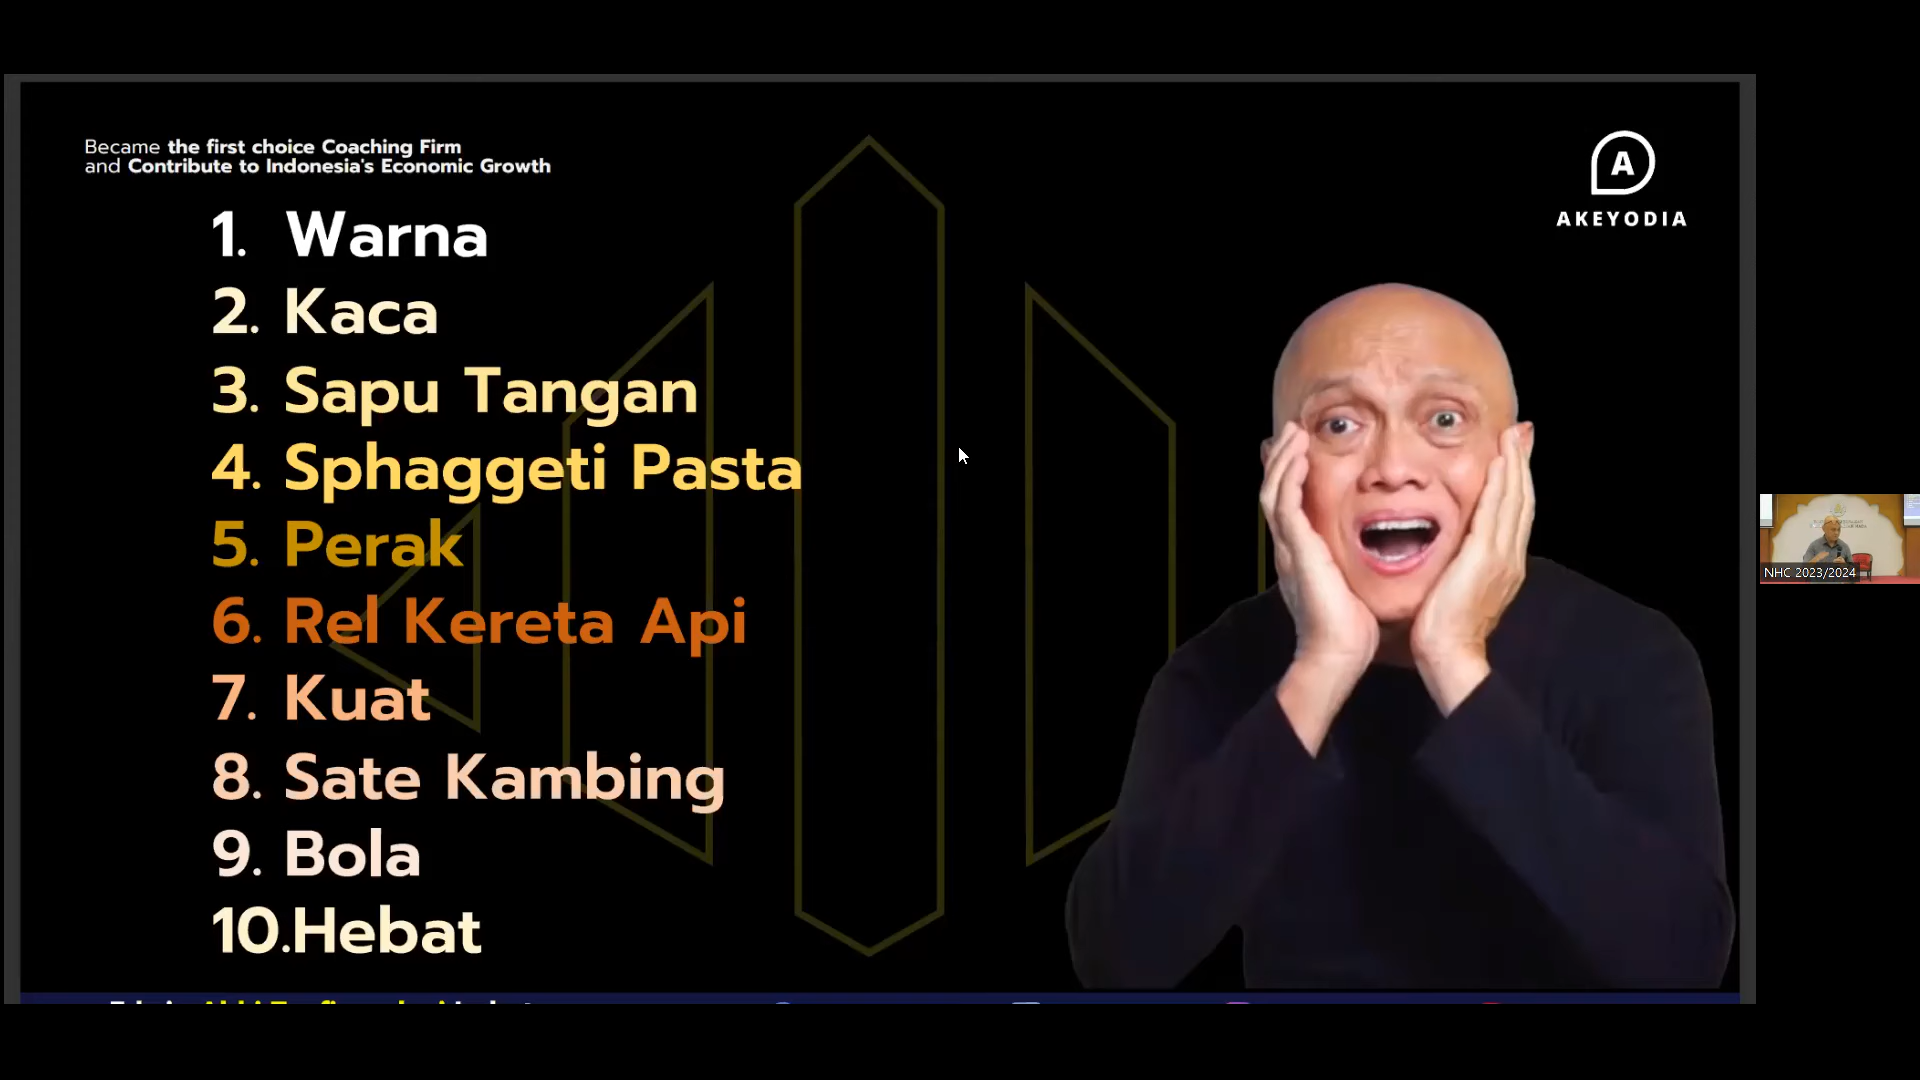 Became the first choice Coaching Firm
and Contribute to Indonesia's Economic Growth
A
AKEYODIA
1. Warna
2. Kaca
3. Sapu Tangan
4. Sphaggeti Pasta
5. Perak
6. Rel Kereta Api
7. Kuat
8. Sate Kambing
9. Bola
10.Hebat
NHC 2023/2024